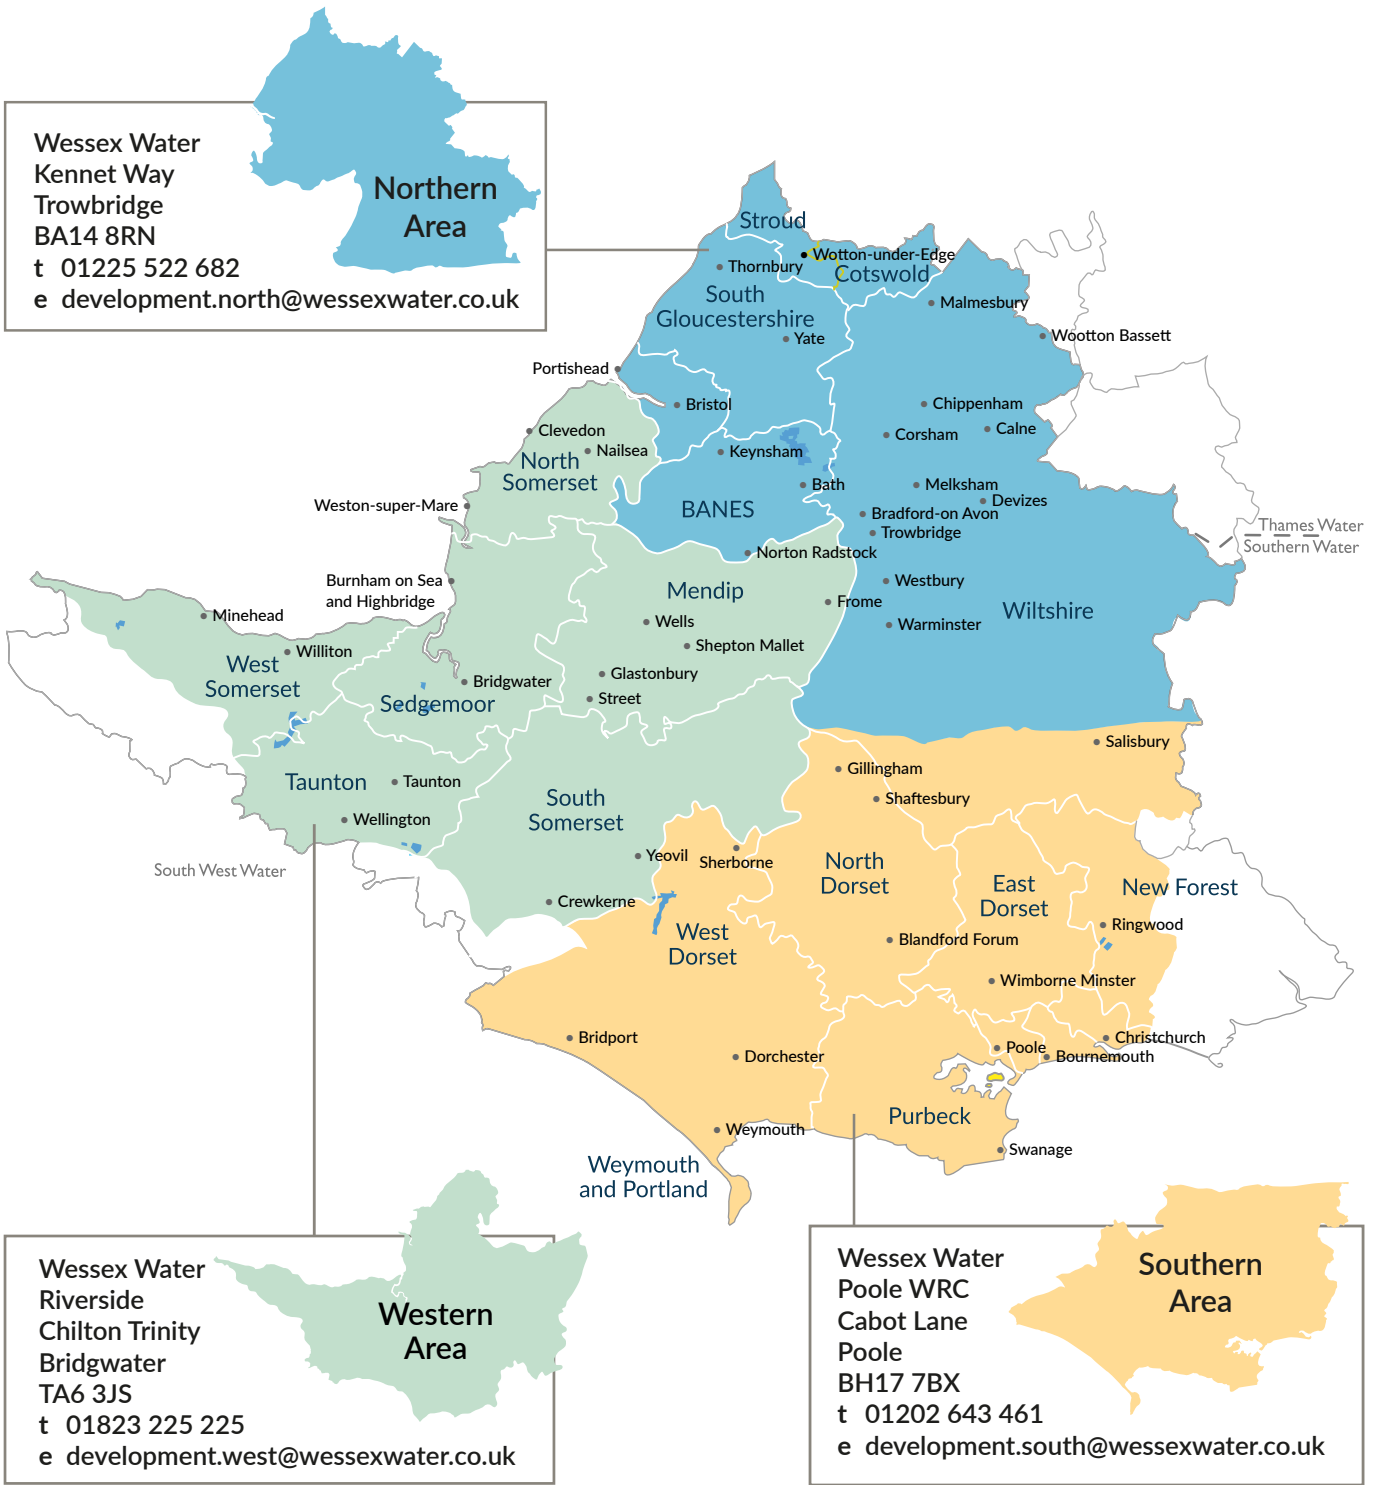 Northern
Area
Wessex Water
Kennet Way
Trowbridge
BA14 8RN
t 01225 522 682
e development.north@wessexwater.co.uk
Stroud
Wotton-under-Edge
Thornbury
Cotswold
South
Gloucestershire
Malmesbury
Yate
Wootton Bassett
Portishead
Bristol
Chippenham
Clevedon
Corsham
Calne
Nailsea
Keynsham
North
Somerset
Bath
Melksham
Weston-super-Mare
BANES
Devizes
Bradford-on Avon
Trowbridge
Thames Water
Southern Water
Norton Radstock
Burnham on Sea
and Highbridge
Mendip
Westbury
Frome
Wiltshire
Minehead
Wells
Warminster
Williton
Shepton Mallet
West
Somerset
Glastonbury
Bridgwater
Sedgemoor
Street
Salisbury
Taunton
Taunton
Gillingham
South
Somerset
Shaftesbury
Wellington
Yeovil
Sherborne
North
Dorset
South West Water
East
Dorset
New Forest
Crewkerne
West
Dorset
Ringwood
Blandford Forum
Wimborne Minster
Bridport
Christchurch
Poole
Dorchester
Bournemouth
Purbeck
Weymouth
Swanage
Weymouth
and Portland
Western
Area
Wessex Water
Riverside
Chilton Trinity
Bridgwater
TA6 3JS
t 01823 225 225
e development.west@wessexwater.co.uk
Southern
Area
Wessex Water
Poole WRC
Cabot Lane
Poole
BH17 7BX
t 01202 643 461
e development.south@wessexwater.co.uk